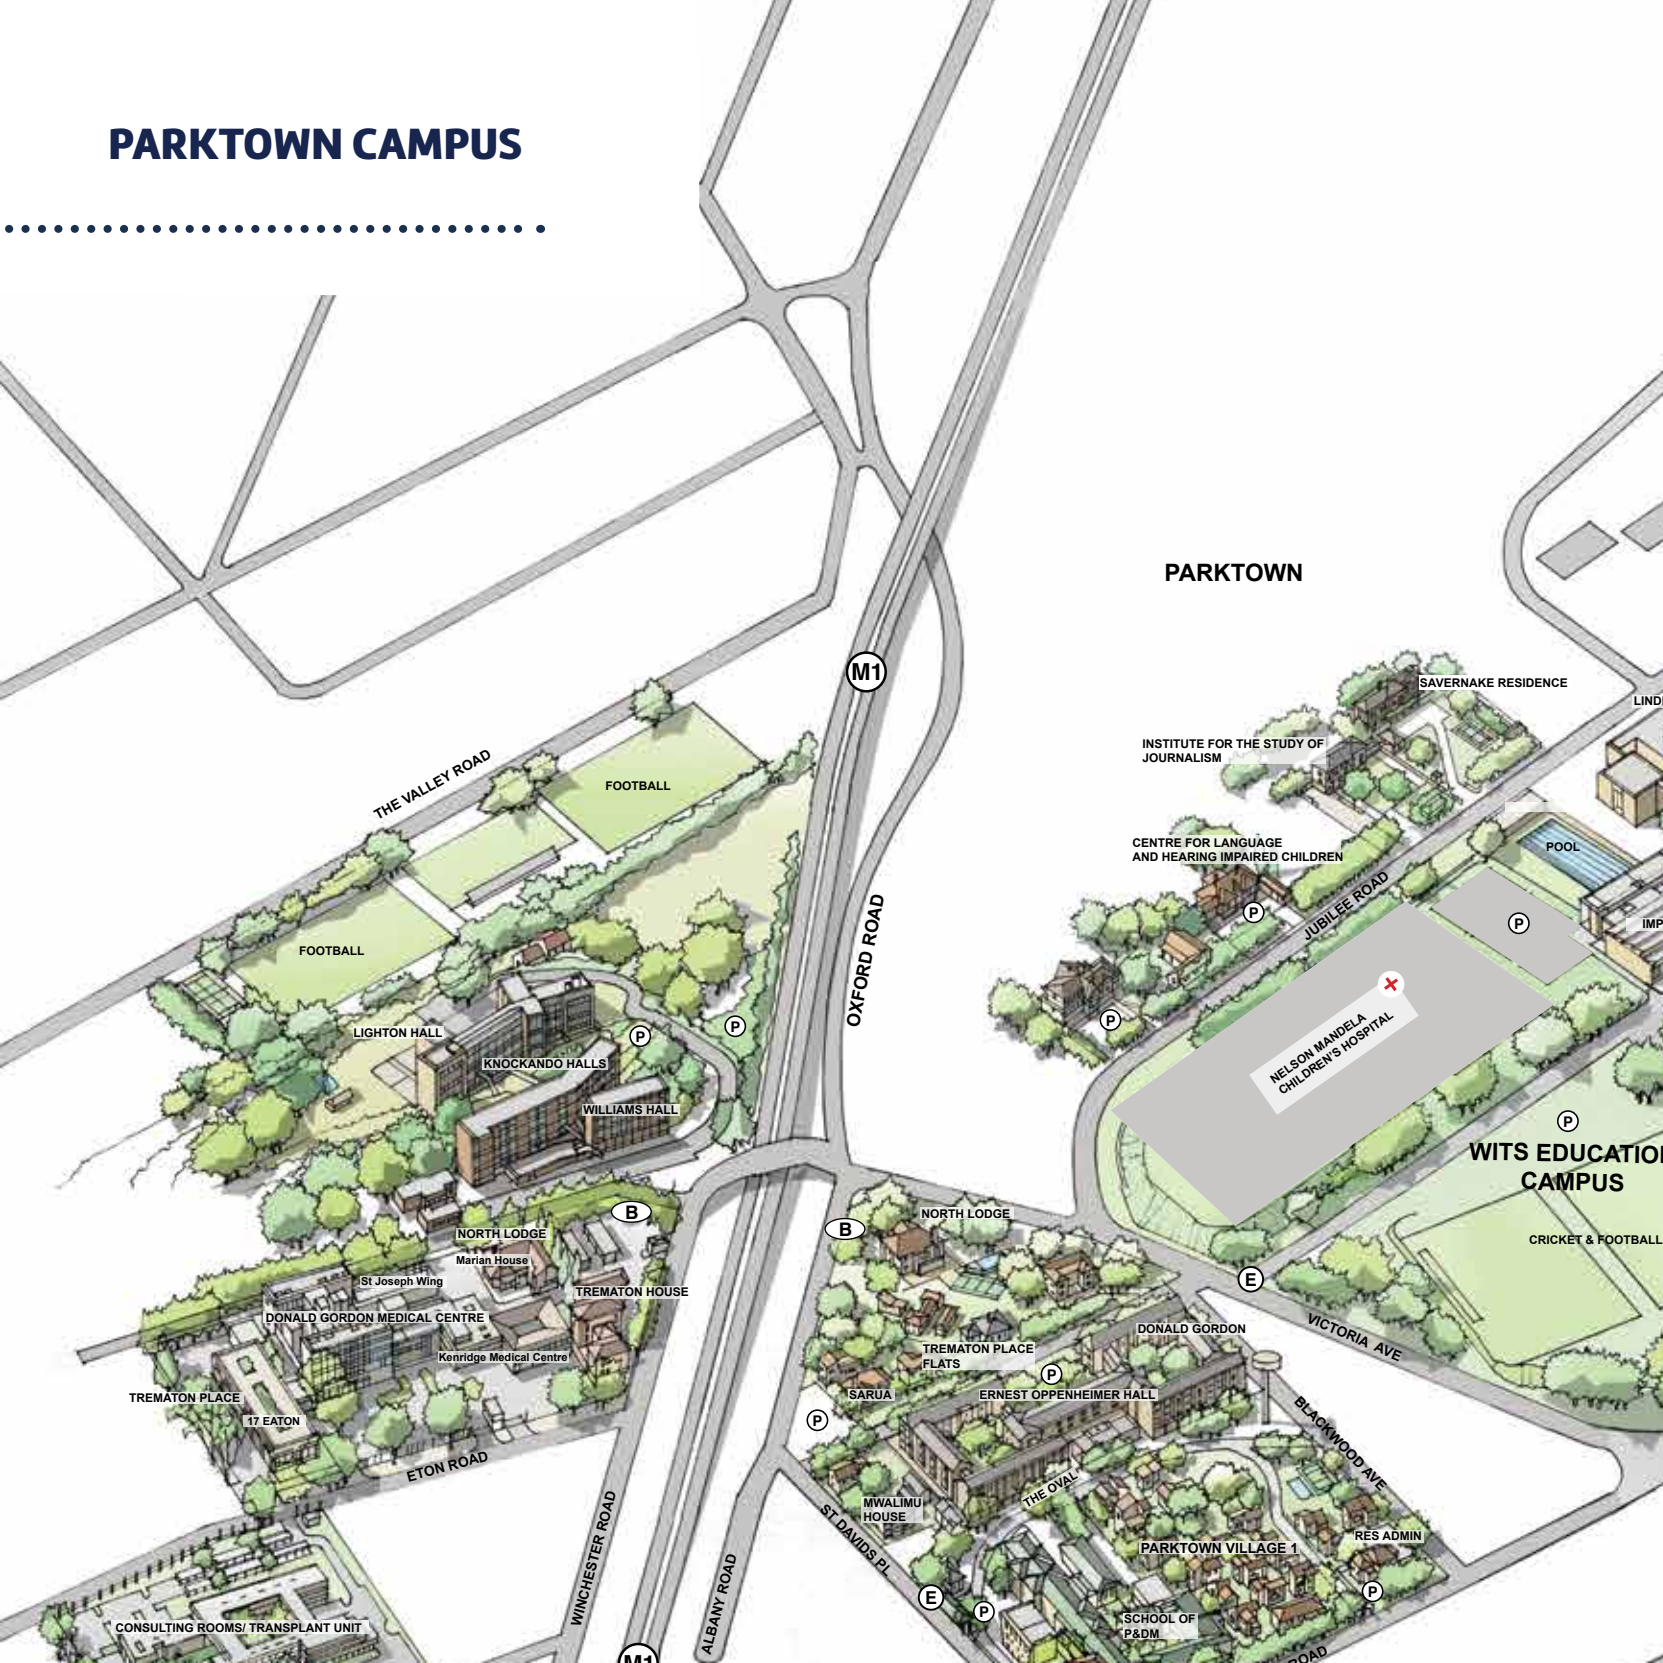 PARKTOWN CAMPUS
M1
PARKTOWN
SAVERNAKE RESIDENCE
LIND
INSTITUTE FOR THE STUDY OF
JOURNALISM
THE VALLEY ROAD
FOOTBALL
CENTRE FOR LANGUAGE
AND HEARING IMPAIRED CHILDREN
POOL
JUBILEE ROAD
P
P
IMP
FOOTBALL
OXFORD ROAD
LIGHTON HALL
P
P
P
KNOCKANDO HALLS
NELSON MANDELA
CHILDREN'S HOSPITAL
WILLIAMS HALL
P
WITS EDUCATIO
CAMPUS
B
B
NORTH LODGE
NORTH LODGE
CRICKET & FOOTBALL
Marian House
St Joseph Wing
E
TREMATON HOUSE
DONALD GORDON MEDICAL CENTRE
VICTORIA AVE
DONALD GORDON
Kenridge Medical Centre
TREMATON PLACE
FLATS
P
TREMATON PLACE
SARUA
ERNEST OPPENHEIMER HALL
17 EATON
P
BLACKWOOD AVE
ETON ROAD
THE OVAL
MWALIMU
HOUSE
WINCHESTER ROAD
ST DAVIDS PL
RES ADMIN
PARKTOWN VILLAGE 1
E
P
P
ALBANY ROAD
CONSULTING ROOMS/ TRANSPLANT UNIT
SCHOOL OF
P&DM
M1
ROAD